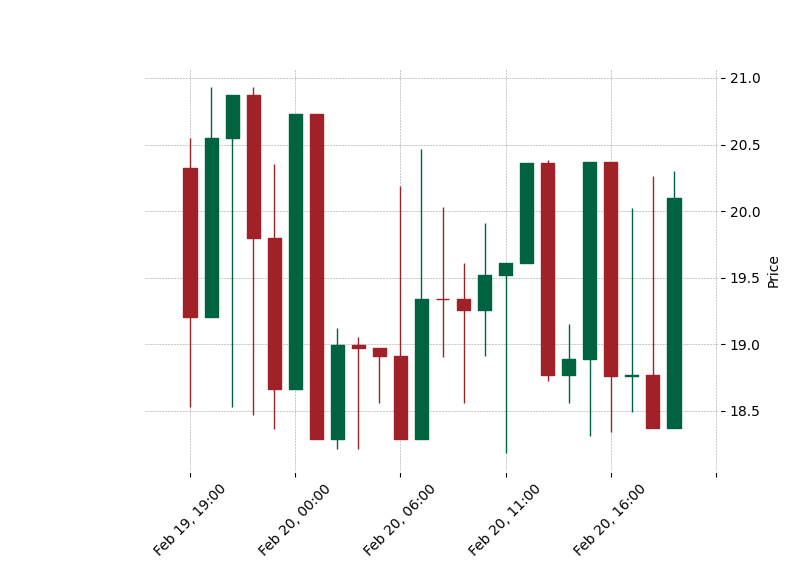 21.0
20.5
20.0
19.5
19.0
18.5
Price
Feb 19, 19:00
Feb 20, 00:00
Feb 20, 06:00
Feb 20, 11:00
Feb 20, 16:00